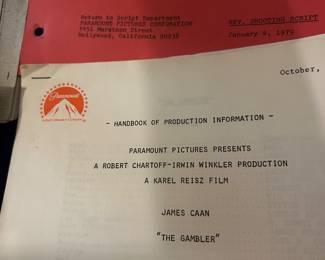 Return to Script Department
PARAMOUNT PICTURES CORPORATION
5451 Marathon Street
Hollywood, California 90038
REV. SHOOTING SCRIPT
January 6, 1972
October,
Paramount
- HANDBOOK OF PRODUCTION INFORMATION -
PARAMOUNT PICTURES PRESENTS
A ROBERT CHARTOFF-IRWIN WINKLER PRODUCTION
A KAREL REISZ FILM
JAMES CAAN
"THE GAMBLER"